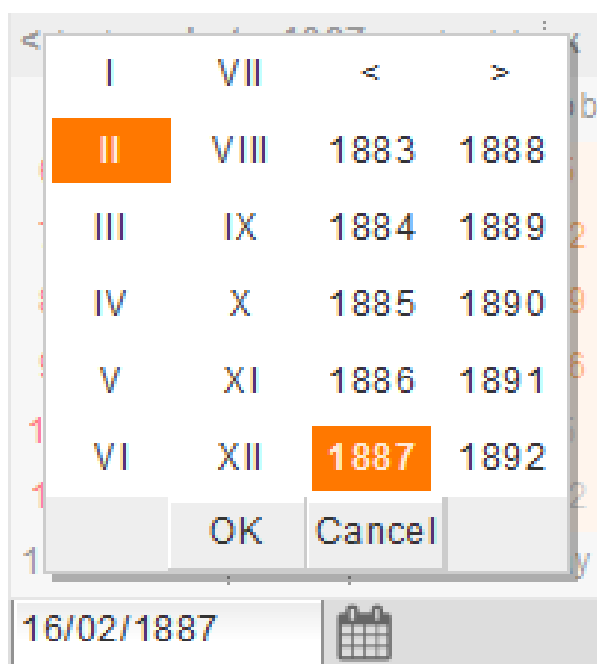 I VII < >
II VIII 1883 1888
III IX 1884 1889
IV X 1885 1890
V XI 1886 1891
VI XII 1887 1892
OK Cancel
16/02/1887